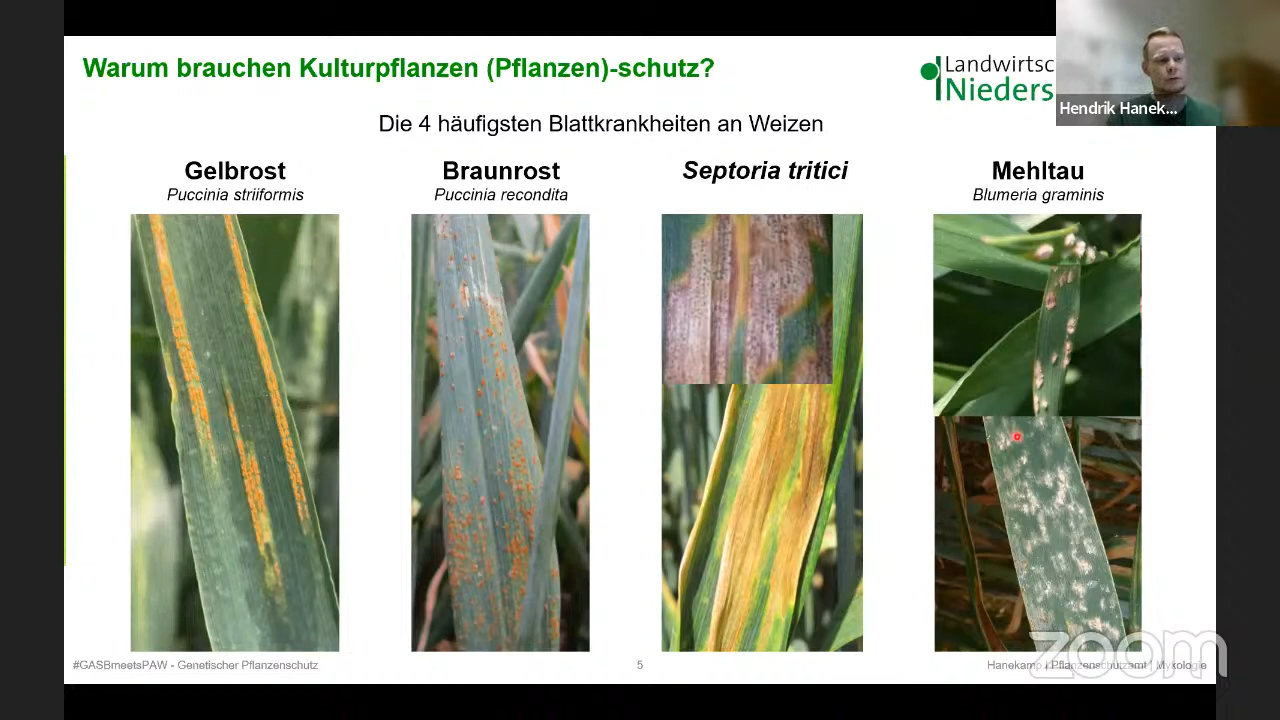 Warum brauchen Kulturpflanzen (Pflanzen)-schutz?
Landwirtsc
Nieders
Hendrik Hanek...
Die 4 häufigsten Blattkrankheiten an Weizen
Gelbrost
Puccinia striiformis
Braunrost
Puccinia recondita
Septoria tritici
Mehltau
Blumeria graminis
#GASBmeetsPAW - Genetischer Pflanzenschutz
5
Hanekamp | Pflanzenschutzamt | Mykologie
zoom